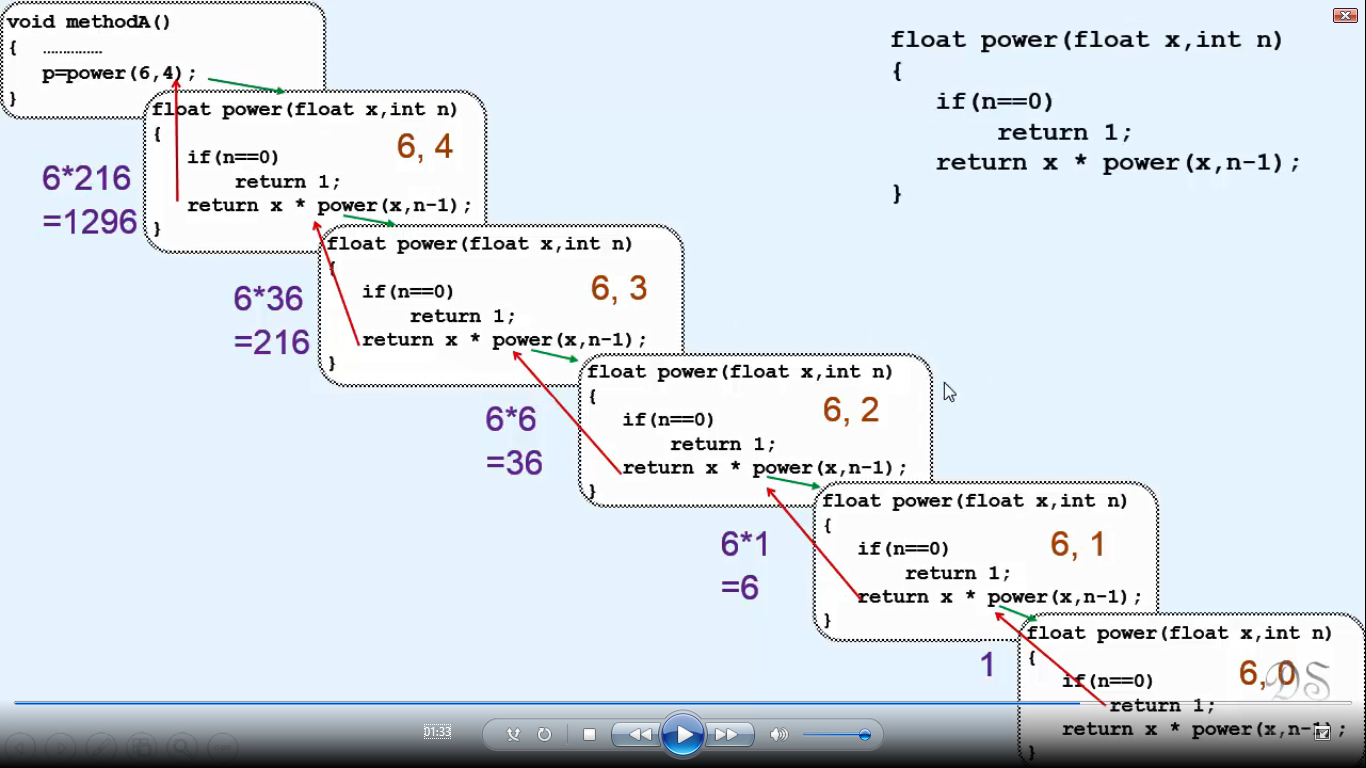 void methodA()
{ ...............
p=power(6,4);
}
float power(float x,int n)
{
if(n==0)
return 1;
return x * power(x,n-1);
}
float power(float x,int n)
{
6, 4
if(n==0)
return 1;
return x * power(x,n-1);
}
6*216
=1296
float power(float x,int n)
{
6, 3
if(n==0)
return 1;
return x * power(x,n-1);
}
6*36
=216
float power(float x,int n)
{
6, 2
if(n==0)
return 1;
return x * power(x,n-1);
}
6*6
=36
float power(float x,int n)
{
6, 1
if(n==0)
return 1;
return x * power(x,n-1);
}
6*1
=6
float power(float x,int n)
{
6, 0
DS
if(n==0)
return 1;
return x * power(x,n-1);
}
1
01:33